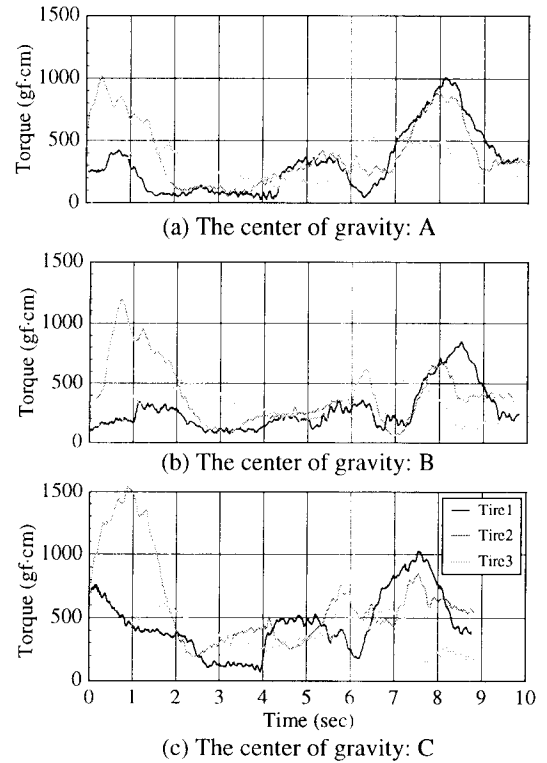 1500
1000
500
0
Torque (gf·cm)
(a) The center of gravity: A
1500
1000
500
0
Torque (gf·cm)
(b) The center of gravity: B
1500
1000
500
0
Torque (gf·cm)
Tire1
Tire2
Tire3
0 1 2 3 4 5 6 7 8 9 10
Time (sec)
(c) The center of gravity: C